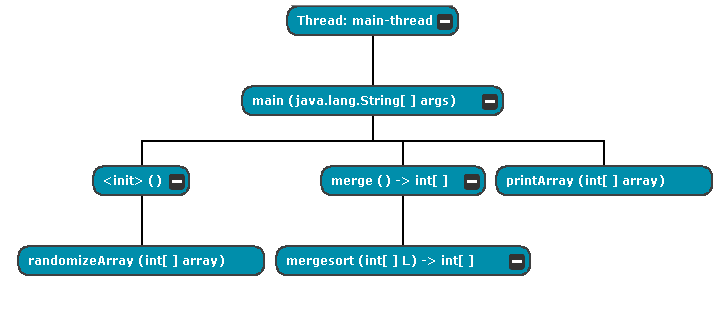 Thread: main-thread
main (java.lang.String[ ] args)
<init> ()
merge () -> int[ ]
printArray (int[ ] array)
randomizeArray (int[ ] array)
mergesort (int[ ] L) -> int[ ]